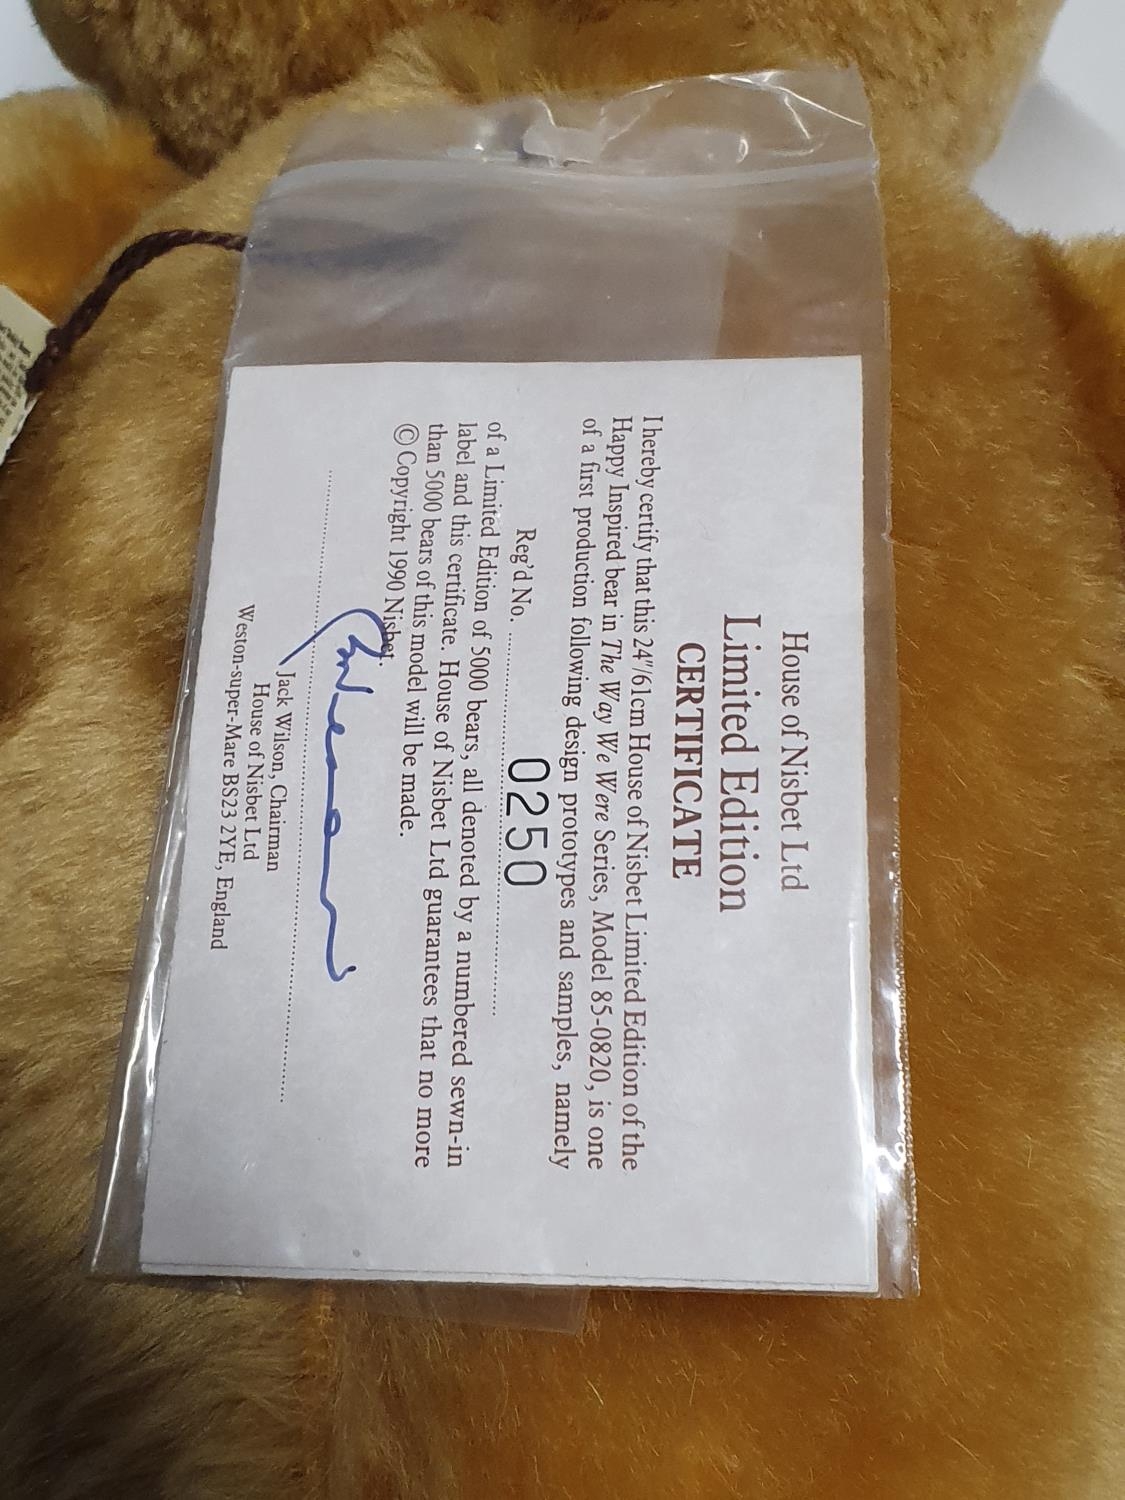 House of Nisbet Ltd
Limited Edition
CERTIFICATE
I hereby certify that this 24"/61cm House of Nisbet Limited Edition of the
Happy Inspired bear in The Way We Were Series, Model 85-0820, is one
of a first production following design prototypes and samples, namely
Reg'd No. 0250
of a Limited Edition of 5000 bears, all denoted by a numbered sewn-in
label and this certificate. House of Nisbet Ltd guarantees that no more
than 5000 bears of this model will be made.
© Copyright 1990 Nisbet.
Jack Wilson, Chairman
House of Nisbet Ltd
Weston-super-Mare BS23 2YE, England